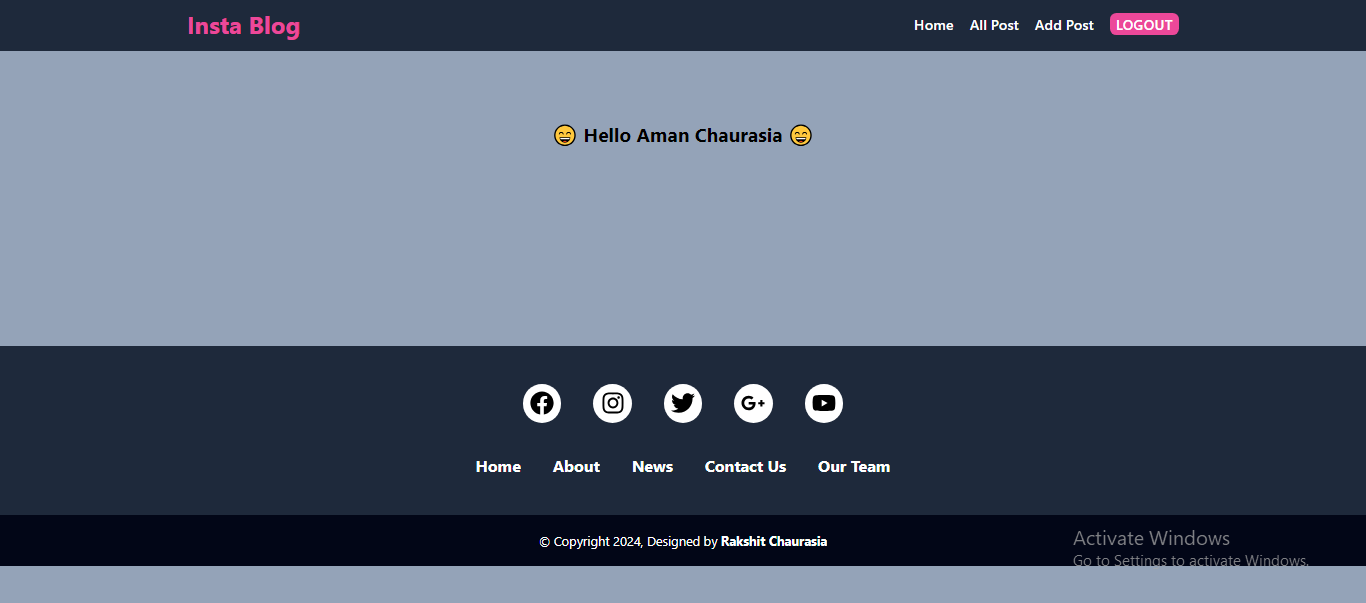 Insta Blog
Home All Post Add Post LOGOUT
😄 Hello Aman Chaurasia 😄
G+
Home About News Contact Us Our Team
© Copyright 2024, Designed by Rakshit Chaurasia
Activate Windows
Go to Settings to activate Windows.